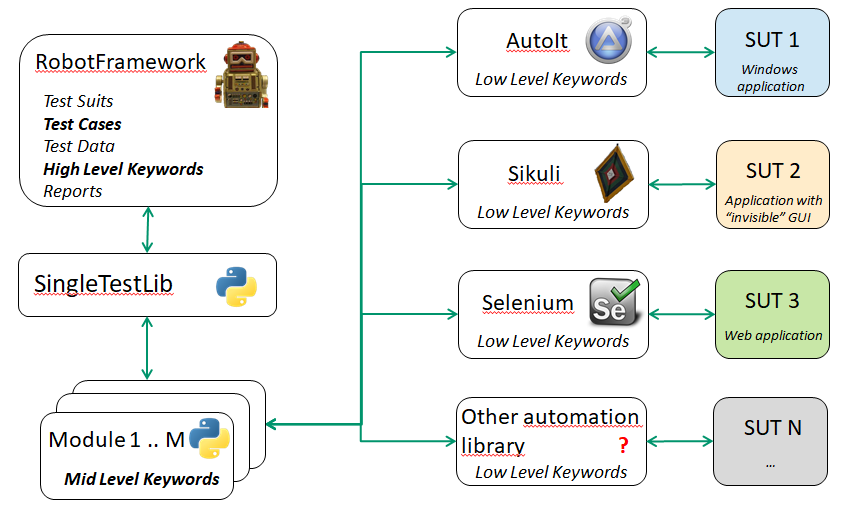 RobotFramework
Test Suits
Test Cases
Test Data
High Level Keywords
Reports
SingleTestLib
Module 1 .. M
Mid Level Keywords
AutoIt
3
Low Level Keywords
SUT 1
Windows
application
Sikuli
Low Level Keywords
SUT 2
Application with
“invisible” GUI
Selenium
Se
Low Level Keywords
SUT 3
Web application
Other automation
library ?
Low Level Keywords
SUT N
...